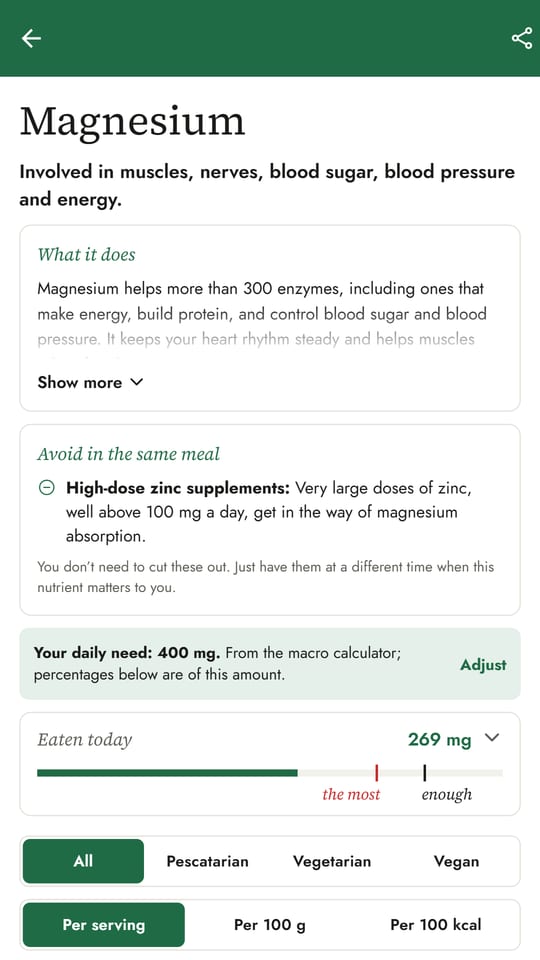 Magnesium
Involved in muscles, nerves, blood sugar, blood pressure
and energy.
What it does
Magnesium helps more than 300 enzymes, including ones that
make energy, build protein, and control blood sugar and blood
pressure. It keeps your heart rhythm steady and helps muscles
Show more
Avoid in the same meal
High-dose zinc supplements: Very large doses of zinc,
well above 100 mg a day, get in the way of magnesium
absorption.
You don't need to cut these out. Just have them at a different time when this
nutrient matters to you.
Your daily need: 400 mg. From the macro calculator;
percentages below are of this amount.
Adjust
Eaten today
269 mg
the most
enough
All
Pescatarian
Vegetarian
Vegan
Per serving
Per 100 g
Per 100 kcal